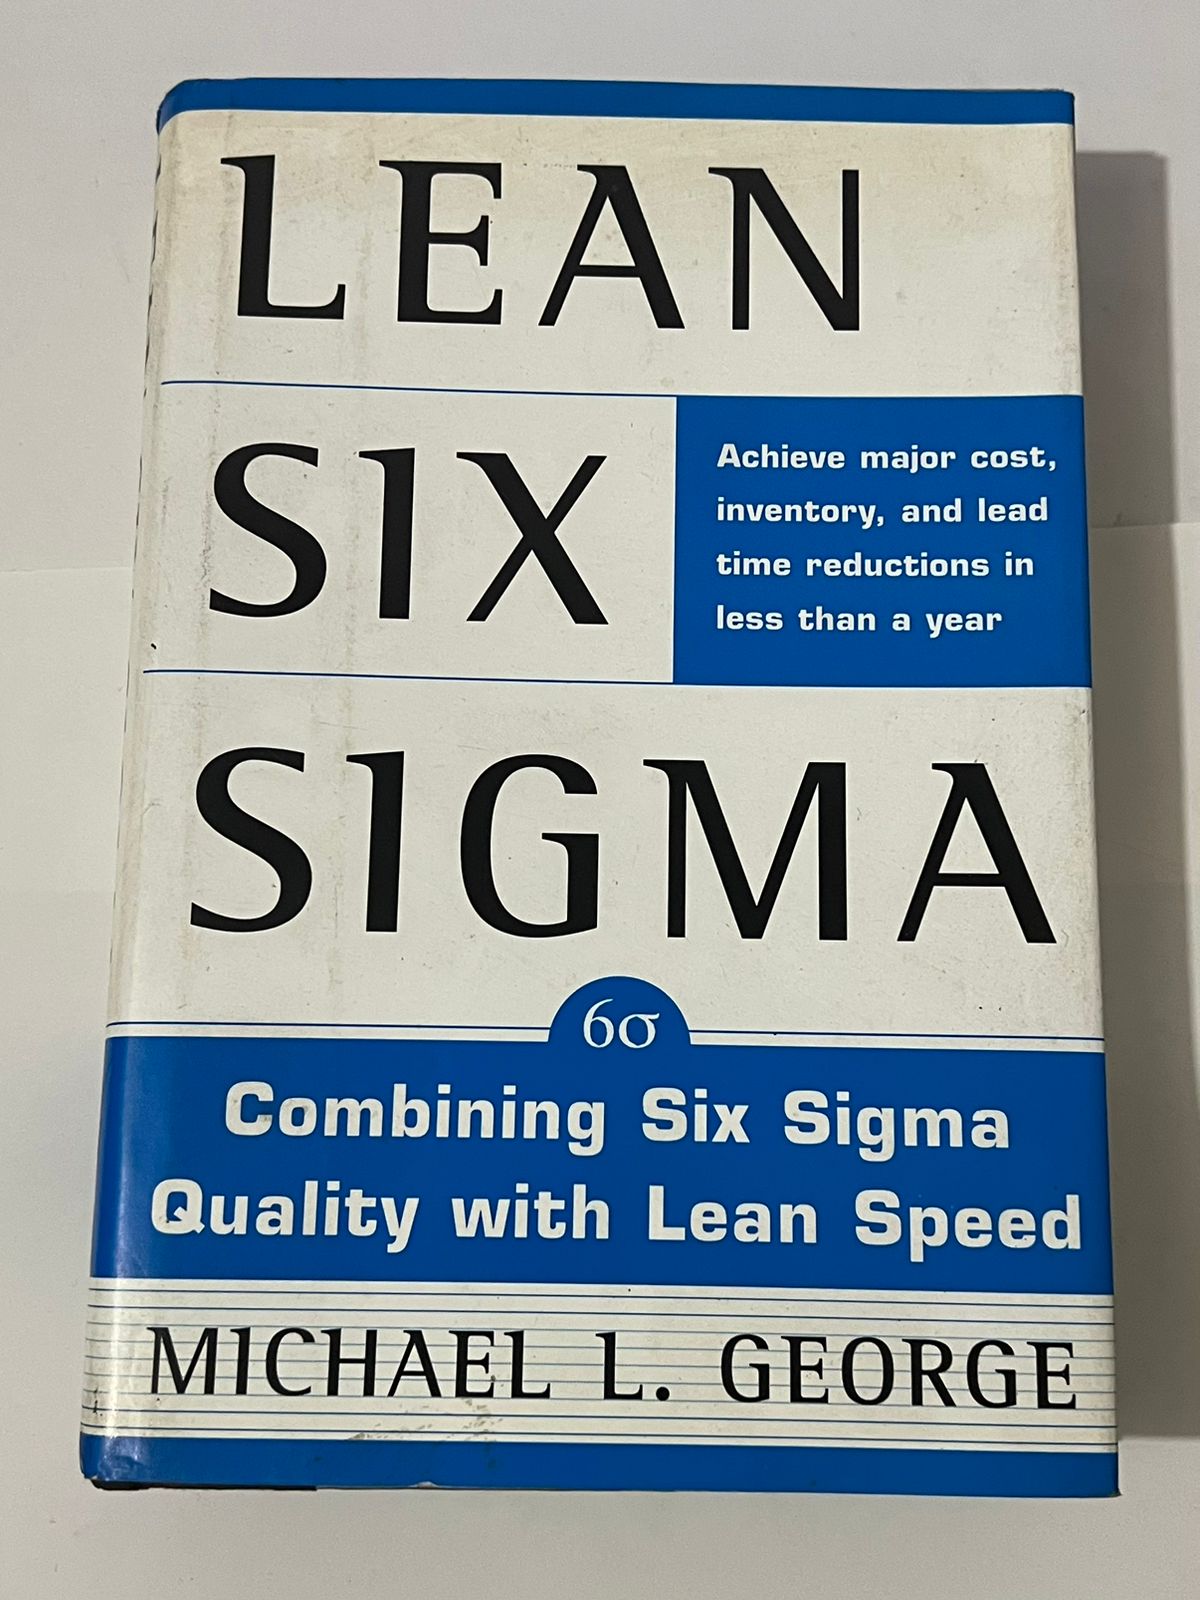 LEAN
SIX
Achieve major cost,
inventory, and lead
time reductions in
less than a year
SIGMA
6σ
Combining Six Sigma
Quality with Lean Speed
MICHAEL L. GEORGE